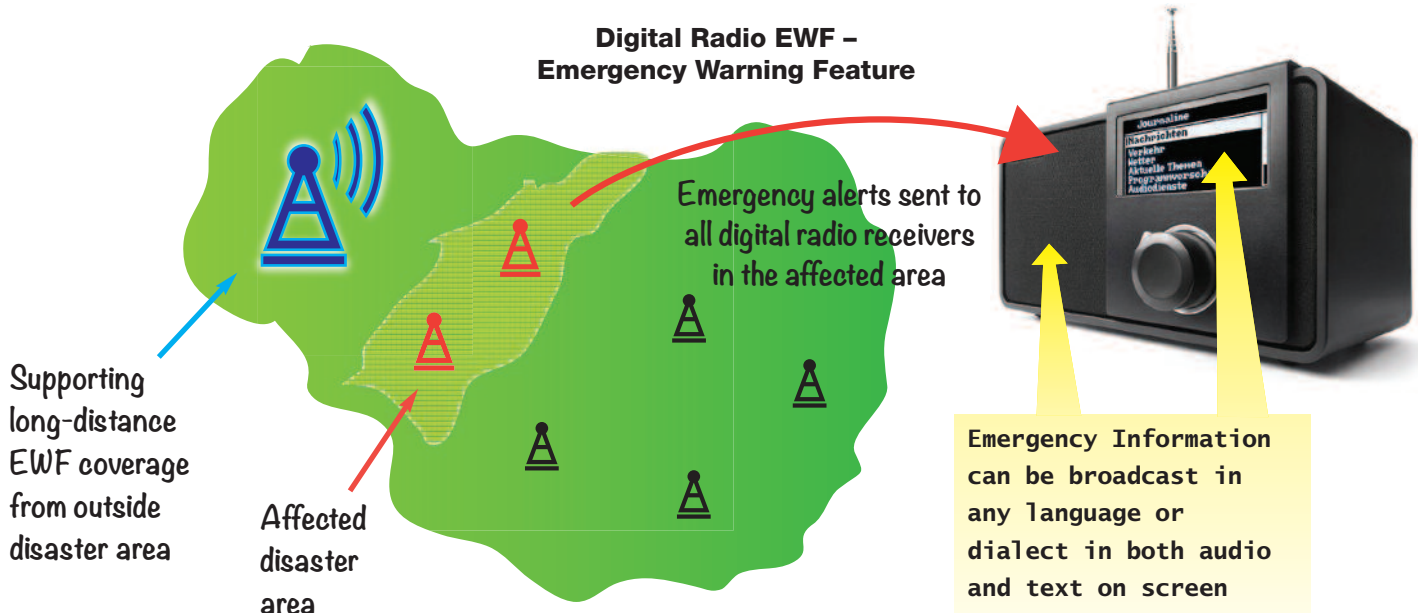 Digital Radio EWF –
Emergency Warning Feature
Journaline
Nachrichten
Verkehr
Wetter
Aktuelle Themen
Programmvorsch
Audiodienste
Emergency alerts sent to
all digital radio receivers
in the affected area
Supporting
long-distance
EWF coverage
from outside
disaster area
Affected
disaster
area
Emergency Information
can be broadcast in
any language or
dialect in both audio
and text on screen